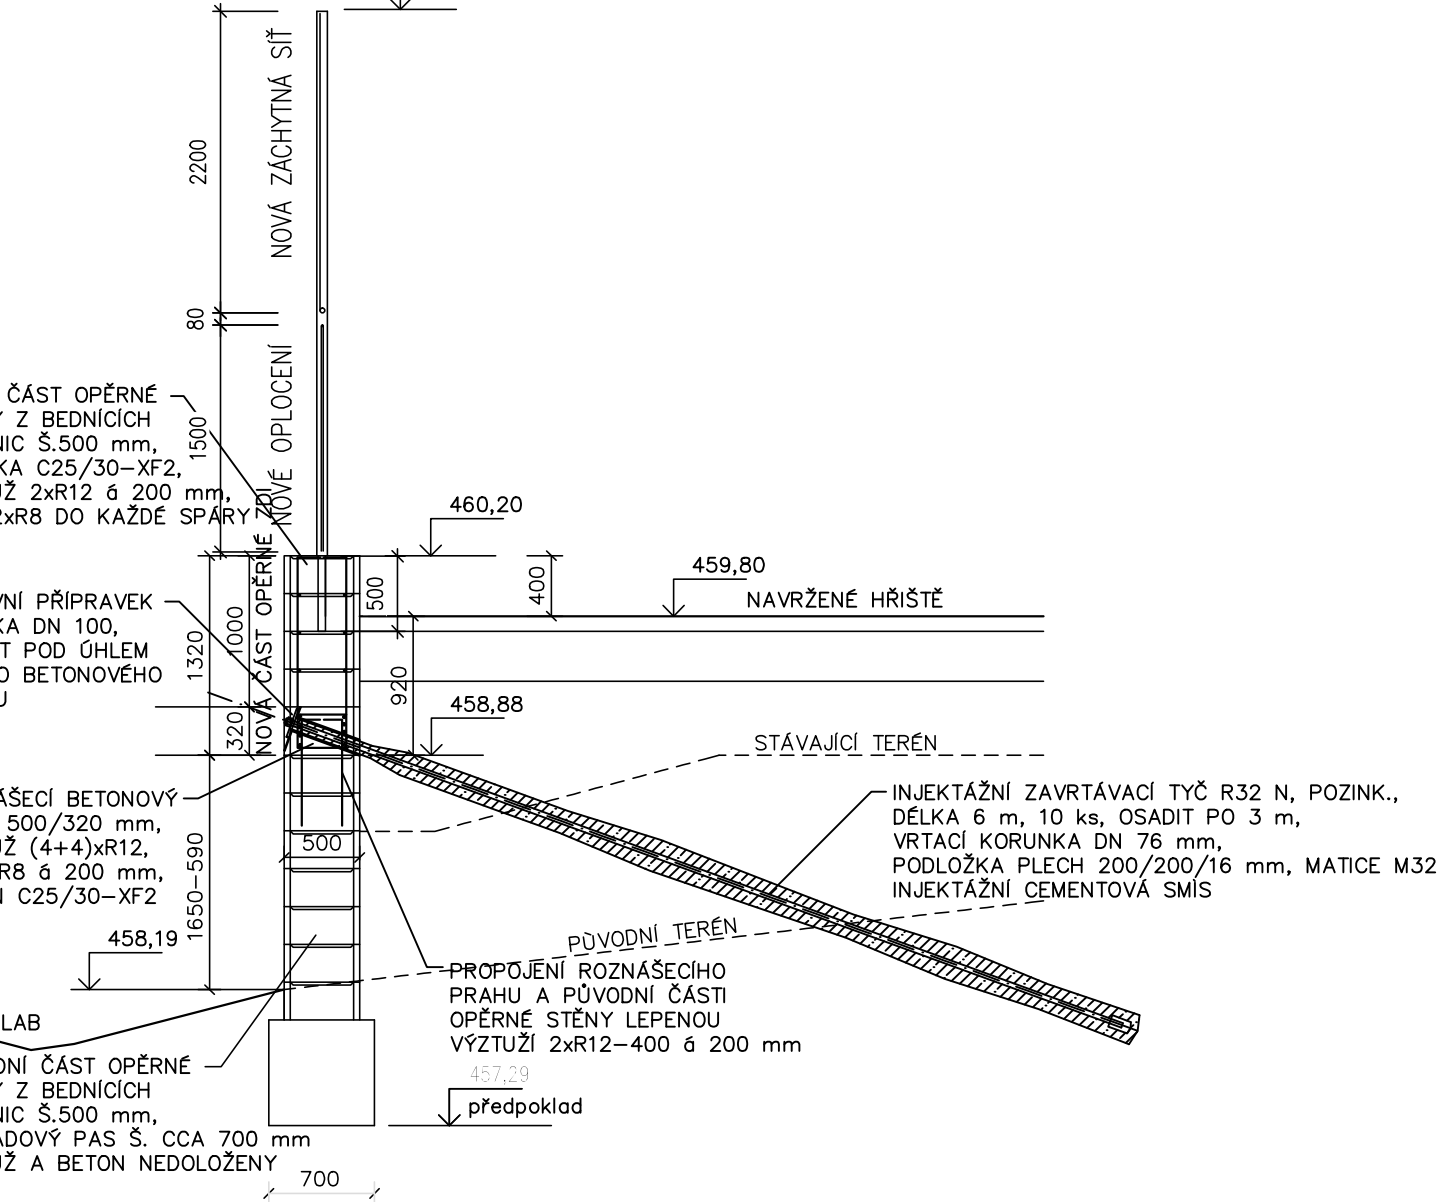 2200
NOVÁ ZÁCHYTNÁ SÍŤ
80
1500
NOVÉ OPLOCENÍ
ČÁST OPĚRNÉ
Z BEDNÍCÍCH
NIC Š.500 mm,
KA C25/30-XF2,
UŽ 2xR12 á 200 mm,
2xR8 DO KAŽDÉ SPÁRY
NOVÁ ČÁST OPĚRNÉ ZDI
460,20
459,80
NAVRŽENÉ HŘIŠTĚ
500
400
1000
1320
320
920
VNÍ PŘÍPRAVEK
KA DN 100,
T POD ÚHLEM
O BETONOVÉHO
U
458,88
STÁVAJÍCÍ TERÉN
INJEKTÁŽNÍ ZAVRTÁVACÍ TYČ R32 N, POZINK.,
DÉLKA 6 m, 10 ks, OSADIT PO 3 m,
VRTACÍ KORUNKA DN 76 mm,
PODLOŽKA PLECH 200/200/16 mm, MATICE M32
INJEKTÁŽNÍ CEMENTOVÁ SMĚS
ÁŠECÍ BETONOVÝ
500/320 mm,
UŽ (4+4)xR12,
R8 á 200 mm,
N C25/30-XF2
500
1650-590
458,19
PŮVODNÍ TERÉN
PROPOJENÍ ROZNÁŠECÍHO
PRAHU A PŮVODNÍ ČÁSTI
OPĚRNÉ STĚNY LEPENOU
VÝZTUŽÍ 2xR12-400 á 200 mm
LAB
DNÍ ČÁST OPĚRNÉ
Y Z BEDNÍCÍCH
NIC Š.500 mm,
ADOVÝ PAS Š. CCA 700 mm
UŽ A BETON NEDOLOŽENY
457,29
předpoklad
700